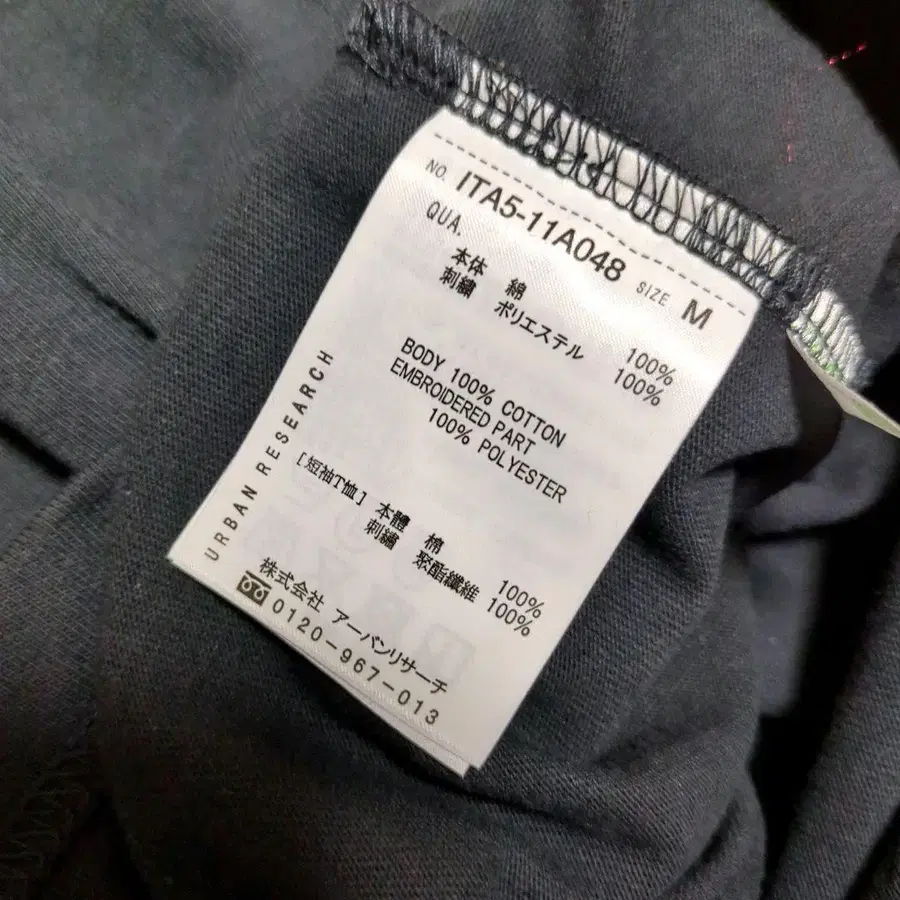 NO. ITA5-11A048 SIZE M
QUA.
本体 綿 100%
刺繍 ポリエステル 100%
BODY 100% COTTON
EMBROIDERED PART
100% POLYESTER
[短袖T恤] 本體 棉 100%
刺繡 聚酯纖維 100%
URBAN RESEARCH
株式会社 アーバンリサーチ
0120-967-013